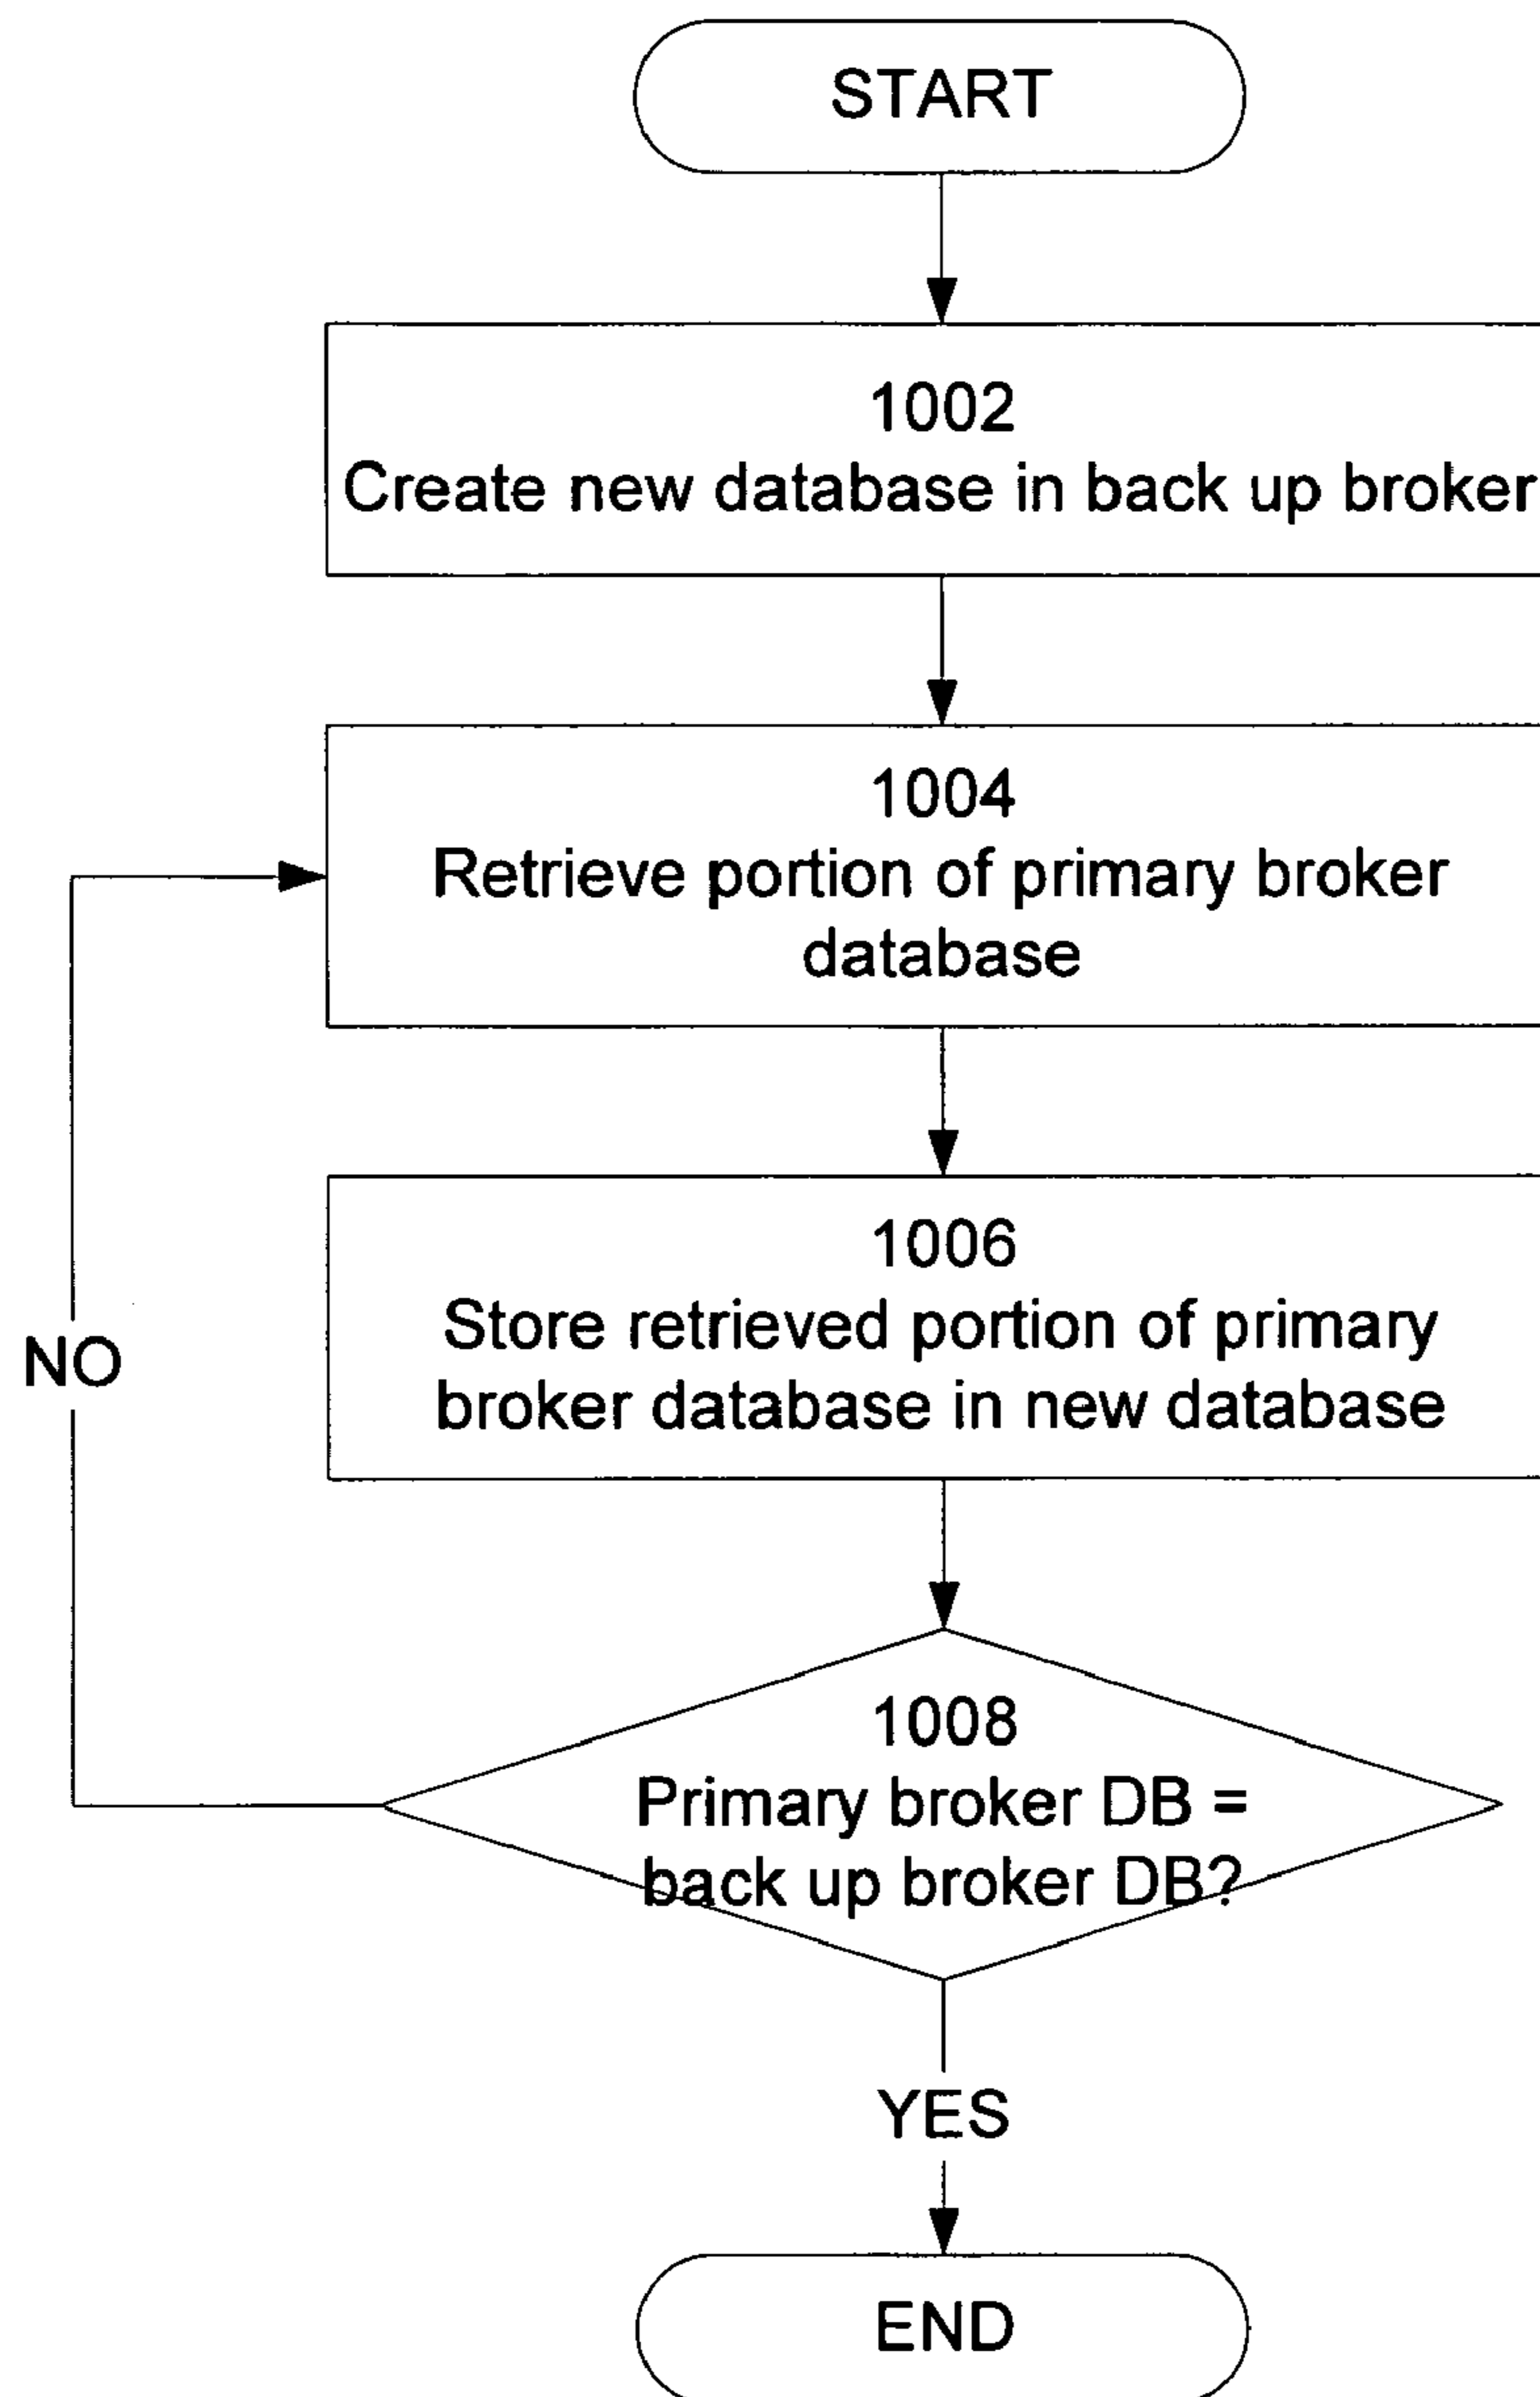 START
1002
Create new database in back up broker
1004
Retrieve portion of primary broker
database
1006
Store retrieved portion of primary
broker database in new database
NO
1008
Primary broker DB =
back up broker DB?
YES
END